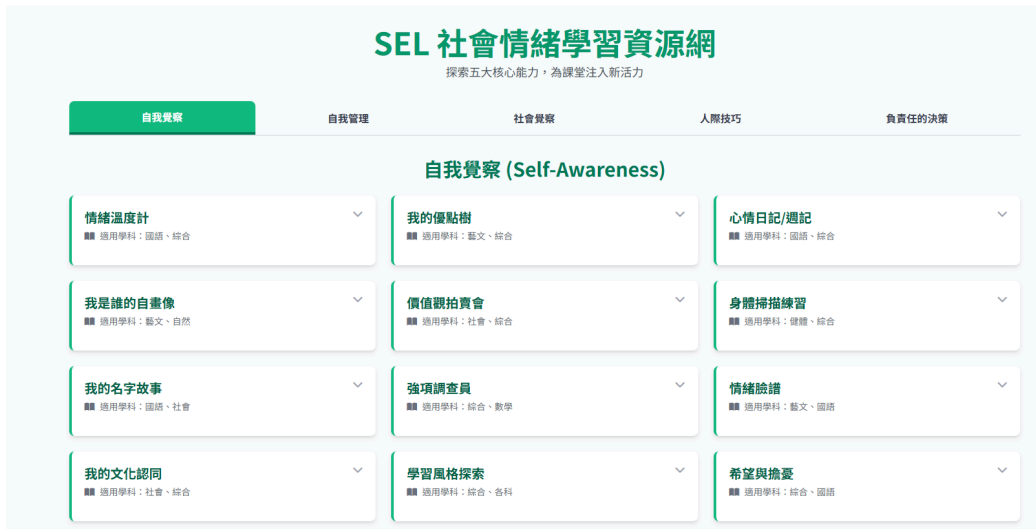 SEL 社會情緒學習資源網
探索五大核心能力，為課堂注入新活力
自我覺察
自我管理
社會覺察
人際技巧
負責任的決策
自我覺察 (Self-Awareness)
情緒溫度計
適用學科：國語、綜合
我的優點樹
適用學科：藝文、綜合
心情日記/週記
適用學科：國語、綜合
我是誰的自畫像
適用學科：藝文、自然
價值觀拍賣會
適用學科：社會、綜合
身體掃描練習
適用學科：健體、綜合
我的名字故事
適用學科：國語、社會
強項調查員
適用學科：綜合、數學
情緒臉譜
適用學科：藝文、國語
我的文化認同
適用學科：社會、綜合
學習風格探索
適用學科：綜合、各科
希望與擔憂
適用學科：綜合、國語